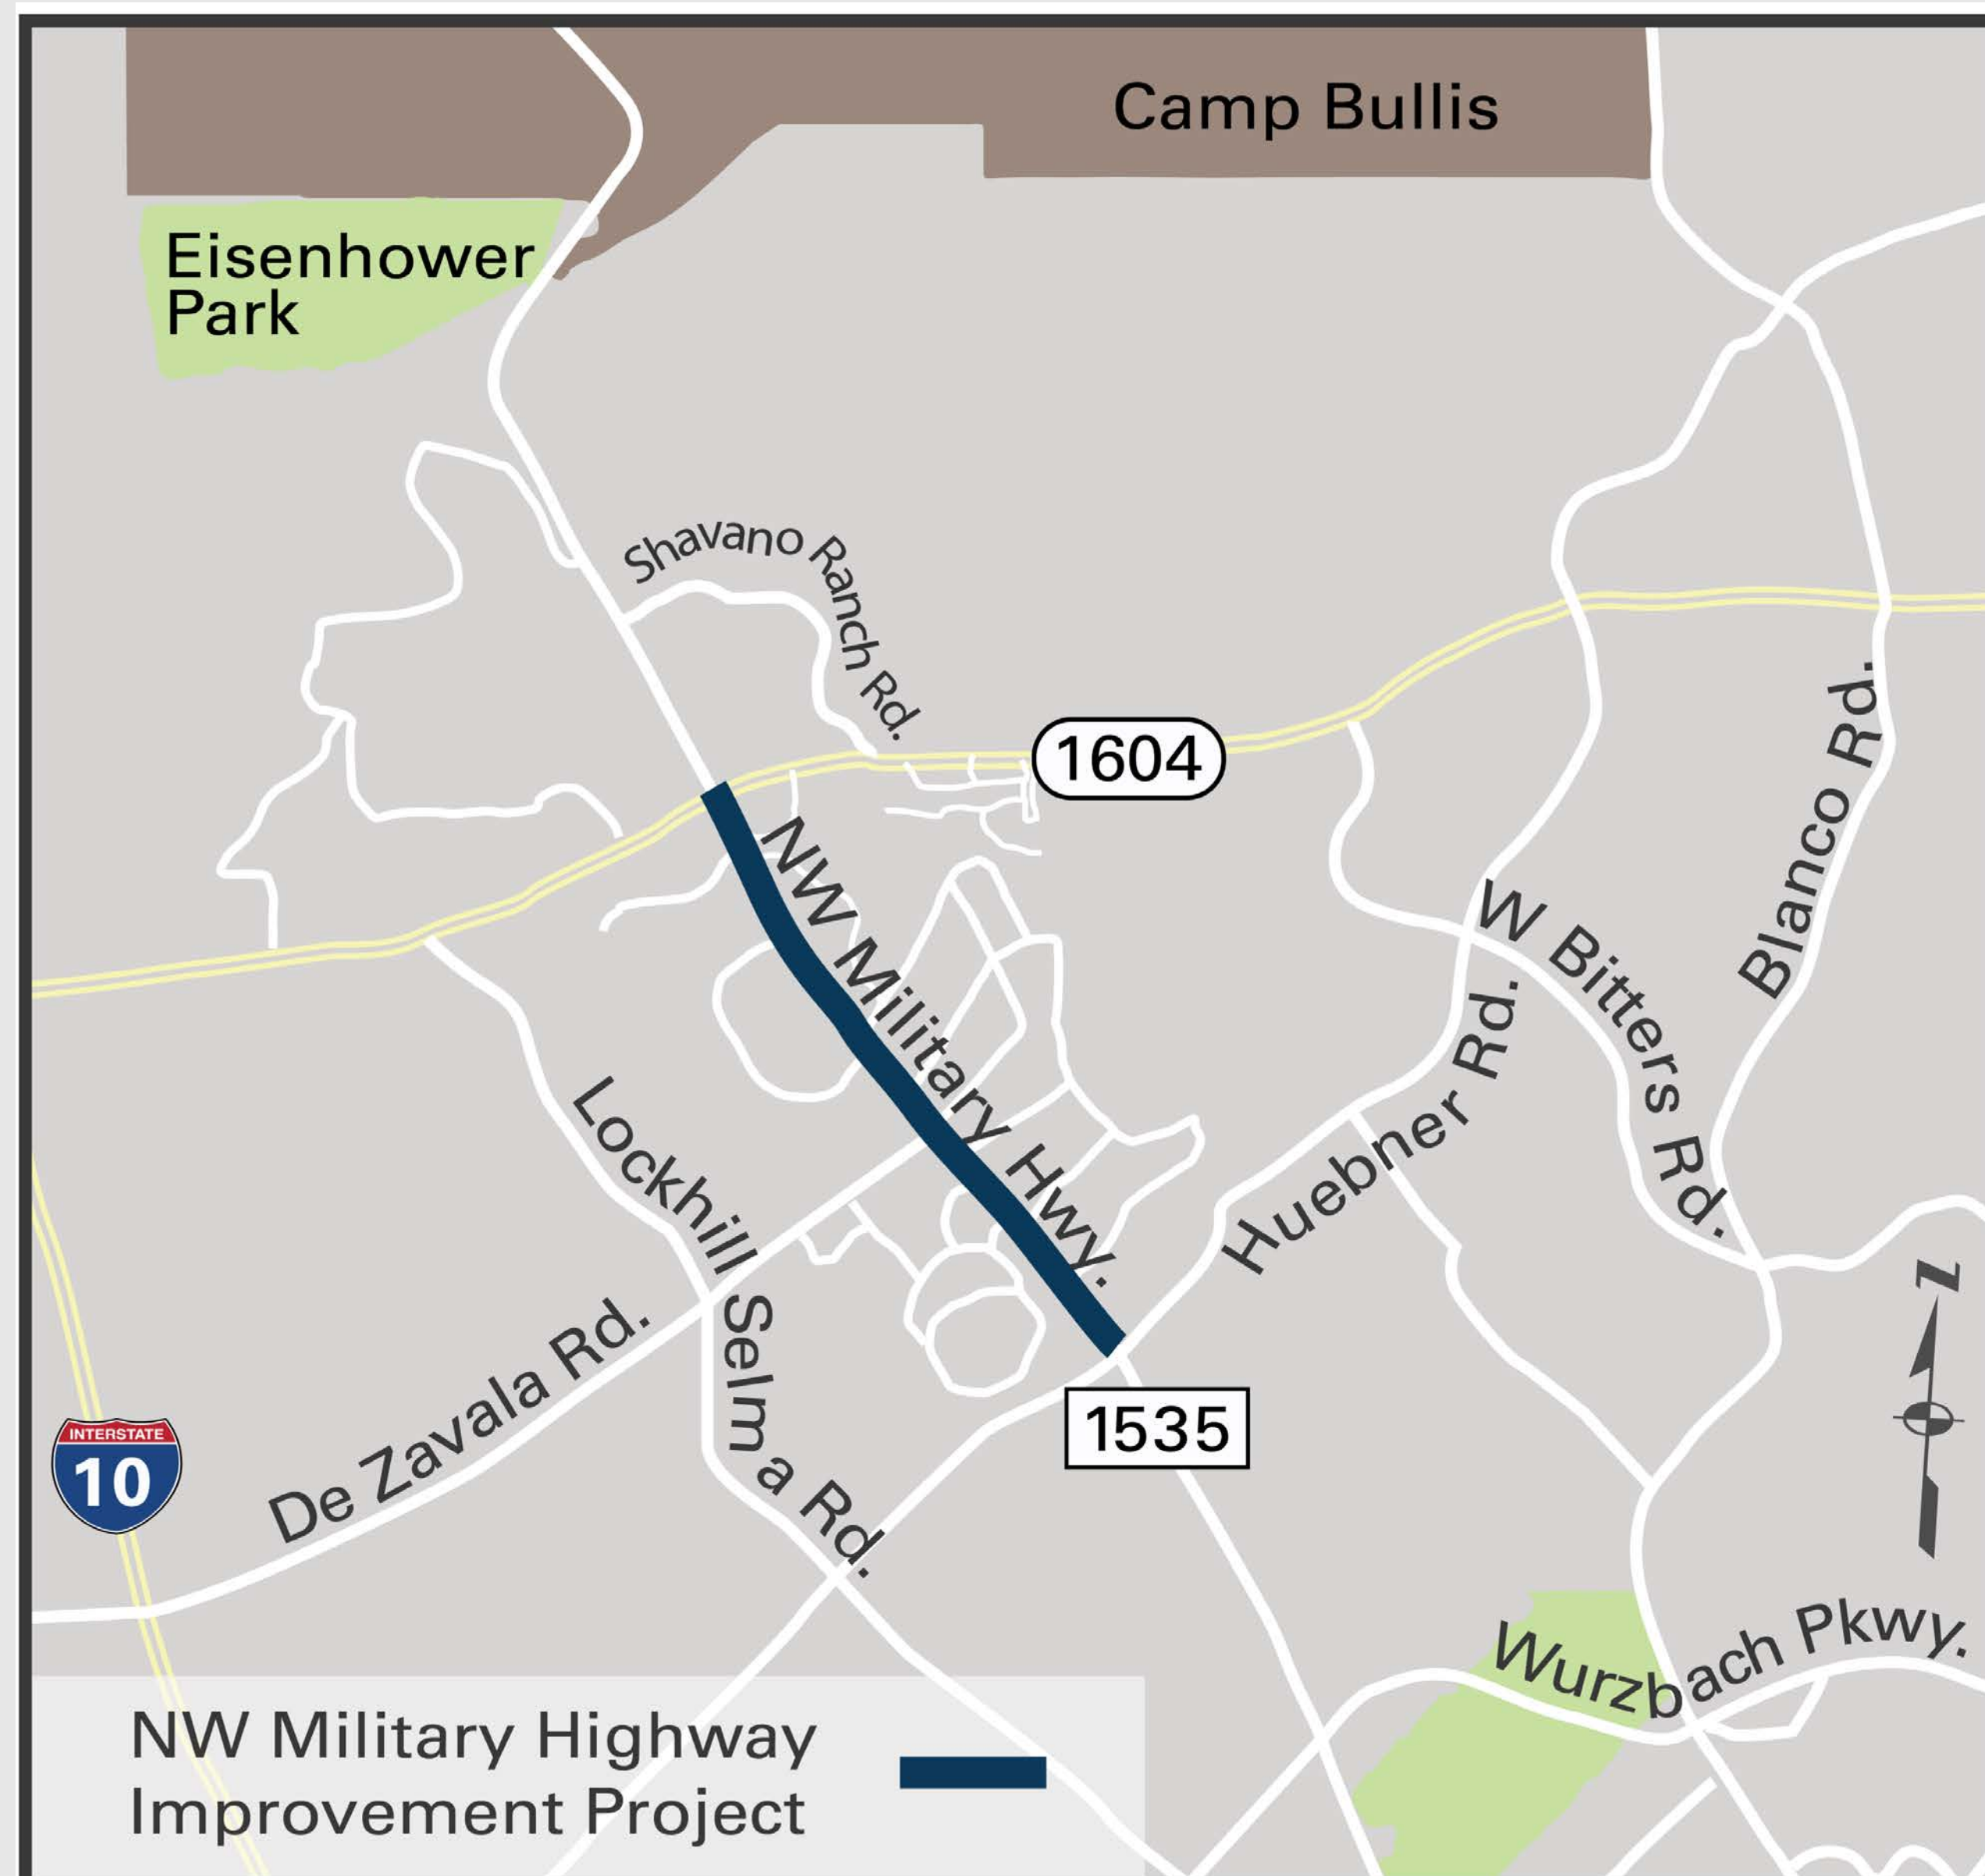 Camp Bullis
Eisenhower
Park
Shavano Ranch Rd.
1604
NW Military Hwy.
W Bitters Rd.
Blanco Rd.
Huebner Rd.
Lockhill Selma Rd.
De Zavala Rd.
1535
INTERSTATE
10
N
Wurzbach Pkwy.
NW Military Highway
Improvement Project